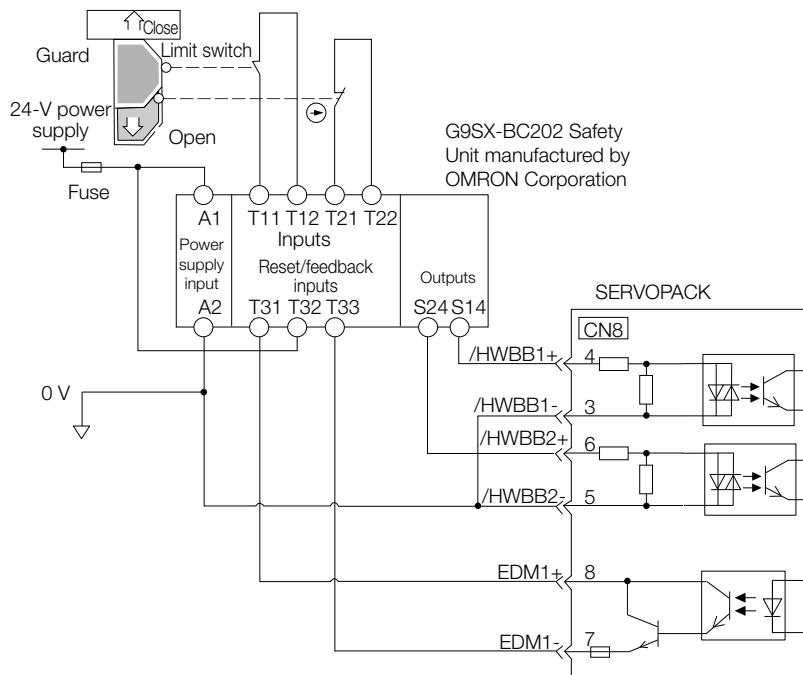 Close
Guard
Limit switch
24-V power
supply
Open
Fuse
G9SX-BC202 Safety
Unit manufactured by
OMRON Corporation
A1
T11
T12
T21
T22
Inputs
Power
supply
input
Reset/feedback
inputs
Outputs
A2
T31
T32
T33
S24
S14
SERVOPACK
CN8
/HWBB1+
4
0 V
/HWBB1-
3
/HWBB2+
6
/HWBB2-
5
EDM1+
8
EDM1-
7